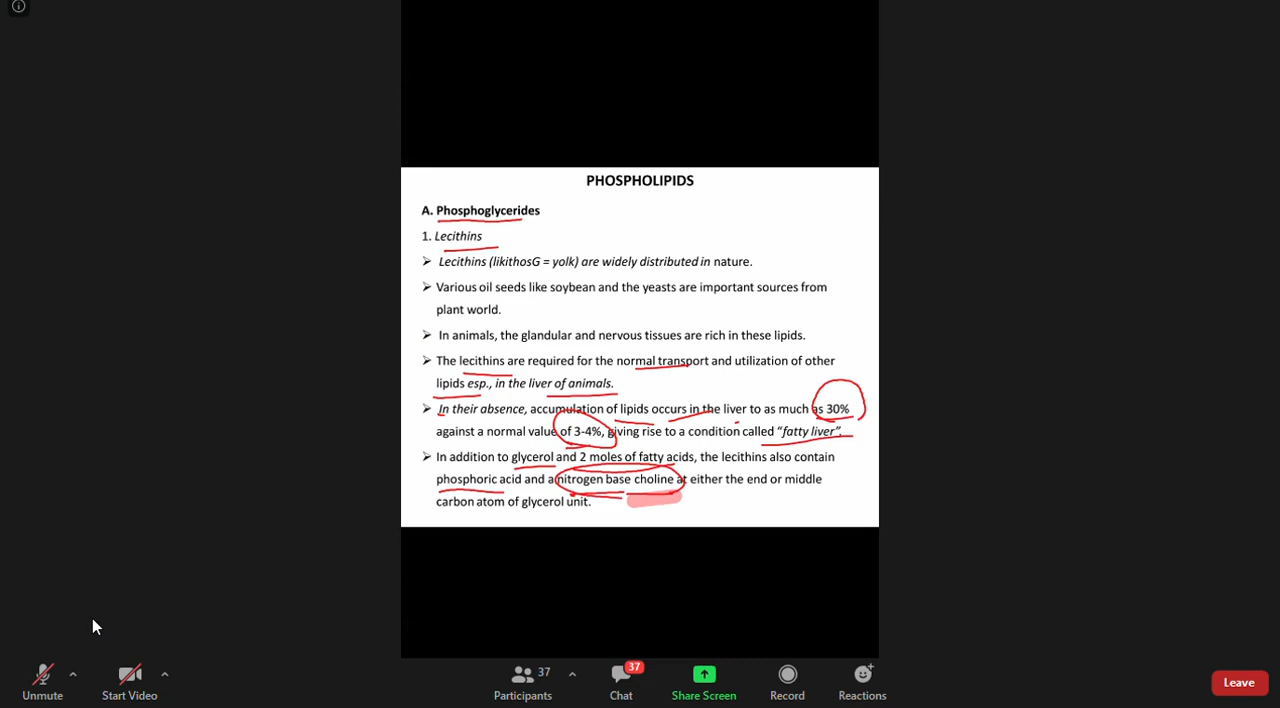 PHOSPHOLIPIDS
A. Phosphoglycerides
1. Lecithins
➢ Lecithins (likithosG = yolk) are widely distributed in nature.
➢ Various oil seeds like soybean and the yeasts are important sources from
plant world.
➢ In animals, the glandular and nervous tissues are rich in these lipids.
➢ The lecithins are required for the normal transport and utilization of other
lipids esp., in the liver of animals.
➢ In their absence, accumulation of lipids occurs in the liver to as much as 30%
against a normal value of 3-4%, giving rise to a condition called “fatty liver”.
➢ In addition to glycerol and 2 moles of fatty acids, the lecithins also contain
phosphoric acid and a nitrogen base choline at either the end or middle
carbon atom of glycerol unit.
37
37
Unmute
Start Video
Participants
Chat
Share Screen
Record
Reactions
Leave